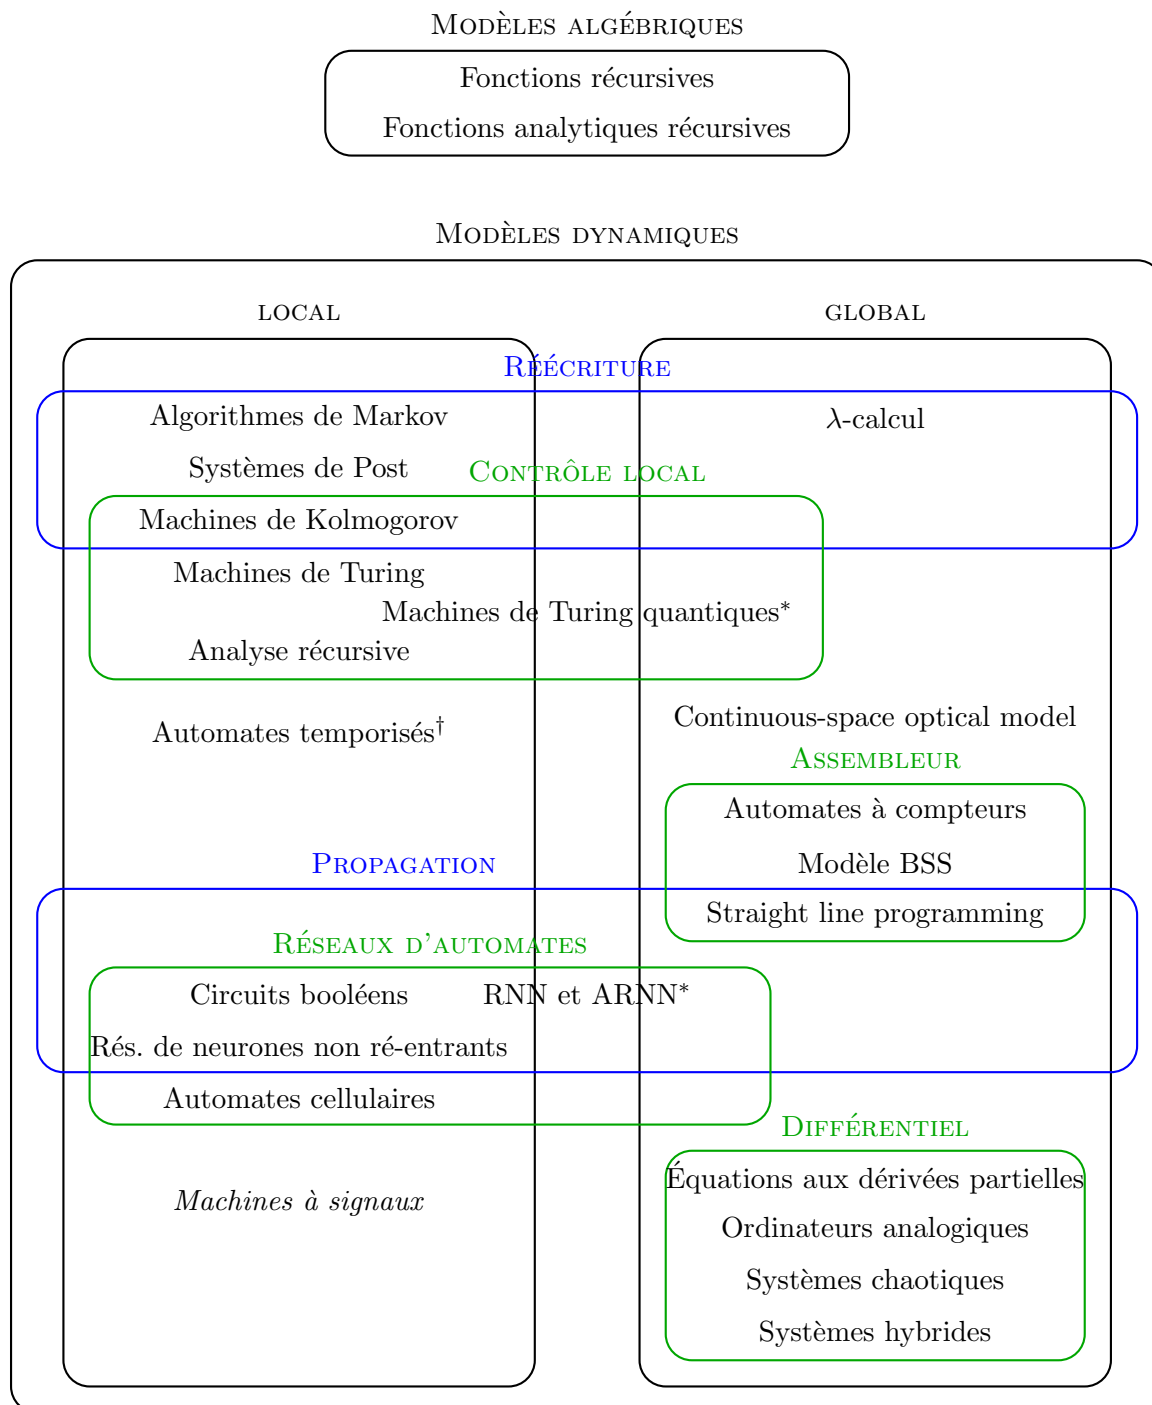 Modèles algébriques
Fonctions récursives
Fonctions analytiques récursives
Modèles dynamiques
local
global
Réécriture
Algorithmes de Markov
λ-calcul
Systèmes de Post
Contrôle local
Machines de Kolmogorov
Machines de Turing
Machines de Turing quantiques*
Analyse récursive
Automates temporisés†
Continuous-space optical model
Assembleur
Automates à compteurs
Propagation
Modèle BSS
Straight line programming
Réseaux d'automates
Circuits booléens
RNN et ARNN*
Rés. de neurones non ré-entrants
Automates cellulaires
Différentiel
Équations aux dérivées partielles
Machines à signaux
Ordinateurs analogiques
Systèmes chaotiques
Systèmes hybrides